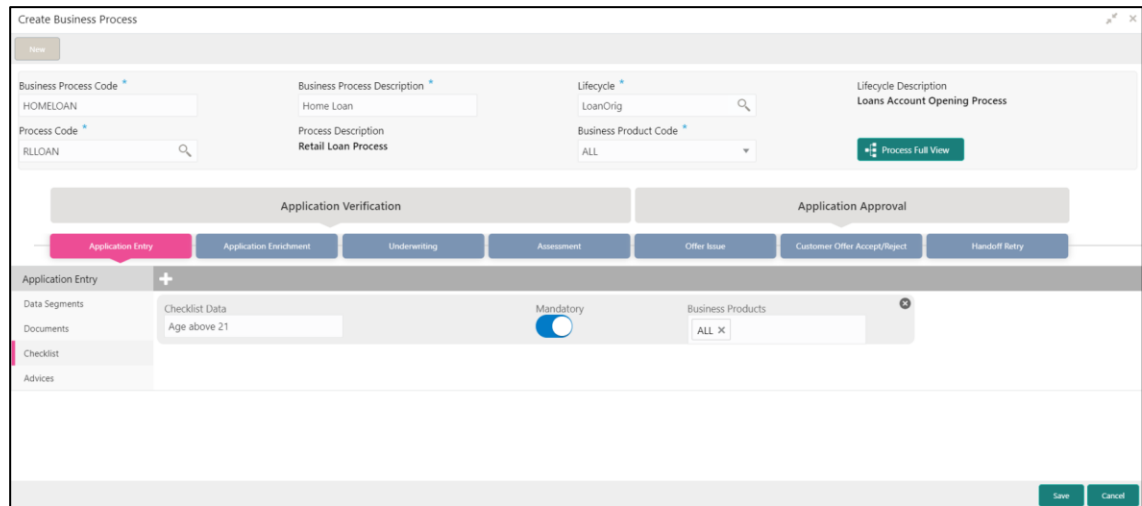 Create Business Process
New
Business Process Code *
Business Process Description *
Lifecycle *
Lifecycle Description
HOMELOAN
Home Loan
LoanOrig
Loans Account Opening Process
Process Code *
Process Description
Business Product Code *
RLLOAN
Retail Loan Process
ALL
Process Full View
Application Verification
Application Approval
Application Entry
Application Enrichment
Underwriting
Assessment
Offer Issue
Customer Offer Accept/Reject
Handoff Retry
Application Entry
Data Segments
Documents
Checklist
Advices
Checklist Data
Mandatory
Business Products
Age above 21
ALL ×
Save
Cancel